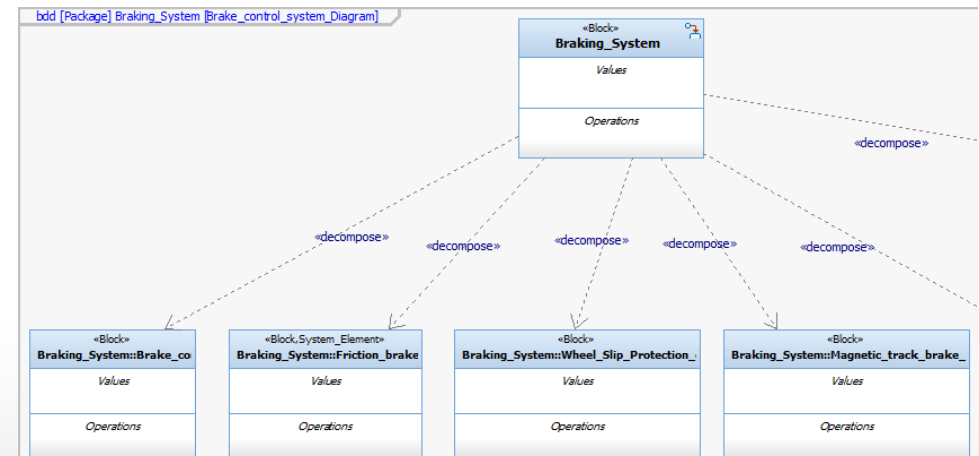 bdd [Package] Braking_System [Brake_control_system_Diagram]
«Block»
Braking_System
Values
Operations
«decompose»
«decompose»
«decompose»
«decompose»
«decompose»
«decompose»
«Block»
Braking_System::Brake_co
Values
Operations
«Block,System_Element»
Braking_System::Friction_brake
Values
Operations
«Block»
Braking_System::Wheel_Slip_Protection_
Values
Operations
«Block»
Braking_System::Magnetic_track_brake_
Values
Operations